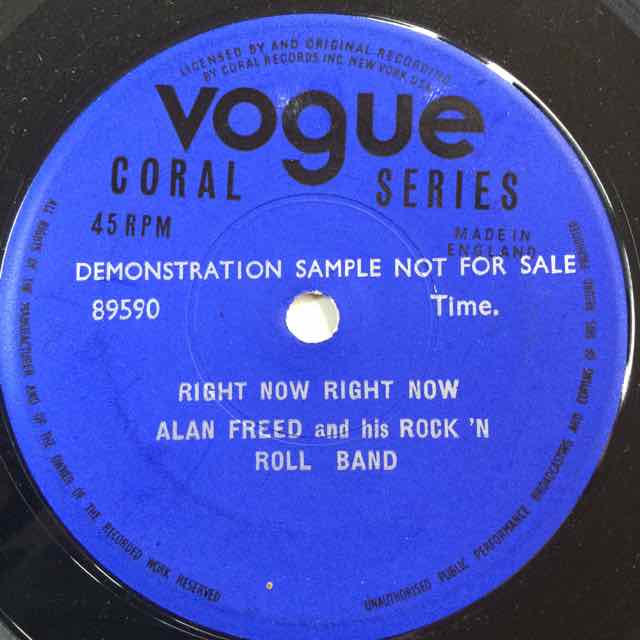 LICENSED BY AND ORIGINAL RECORDING
BY CORAL RECORDS INC. NEW YORK USA
vogue
CORAL SERIES
45 RPM
MADE IN
ENGLAND
DEMONSTRATION SAMPLE NOT FOR SALE
89590 Time.
RIGHT NOW RIGHT NOW
ALAN FREED and his ROCK 'N
ROLL BAND
ALL RIGHTS OF THE MANUFACTURER AND OF THE OWNER OF THE RECORDED WORK RESERVED
UNAUTHORISED PUBLIC PERFORMANCE BROADCASTING AND COPYING OF THIS RECORD PROHIBITED